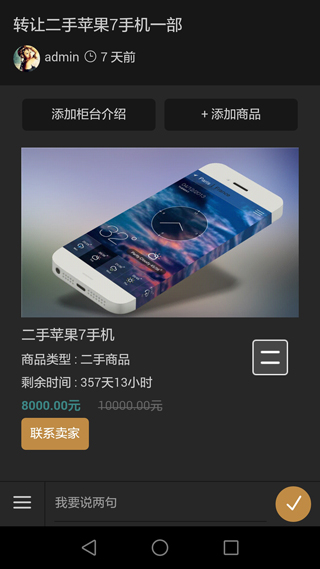 转让二手苹果7手机一部
admin 7 天前
添加柜台介绍
+ 添加商品
32°
二手苹果7手机
商品类型 : 二手商品
剩余时间 : 357天13小时
8000.00元 10000.00元
联系卖家
我要说两句